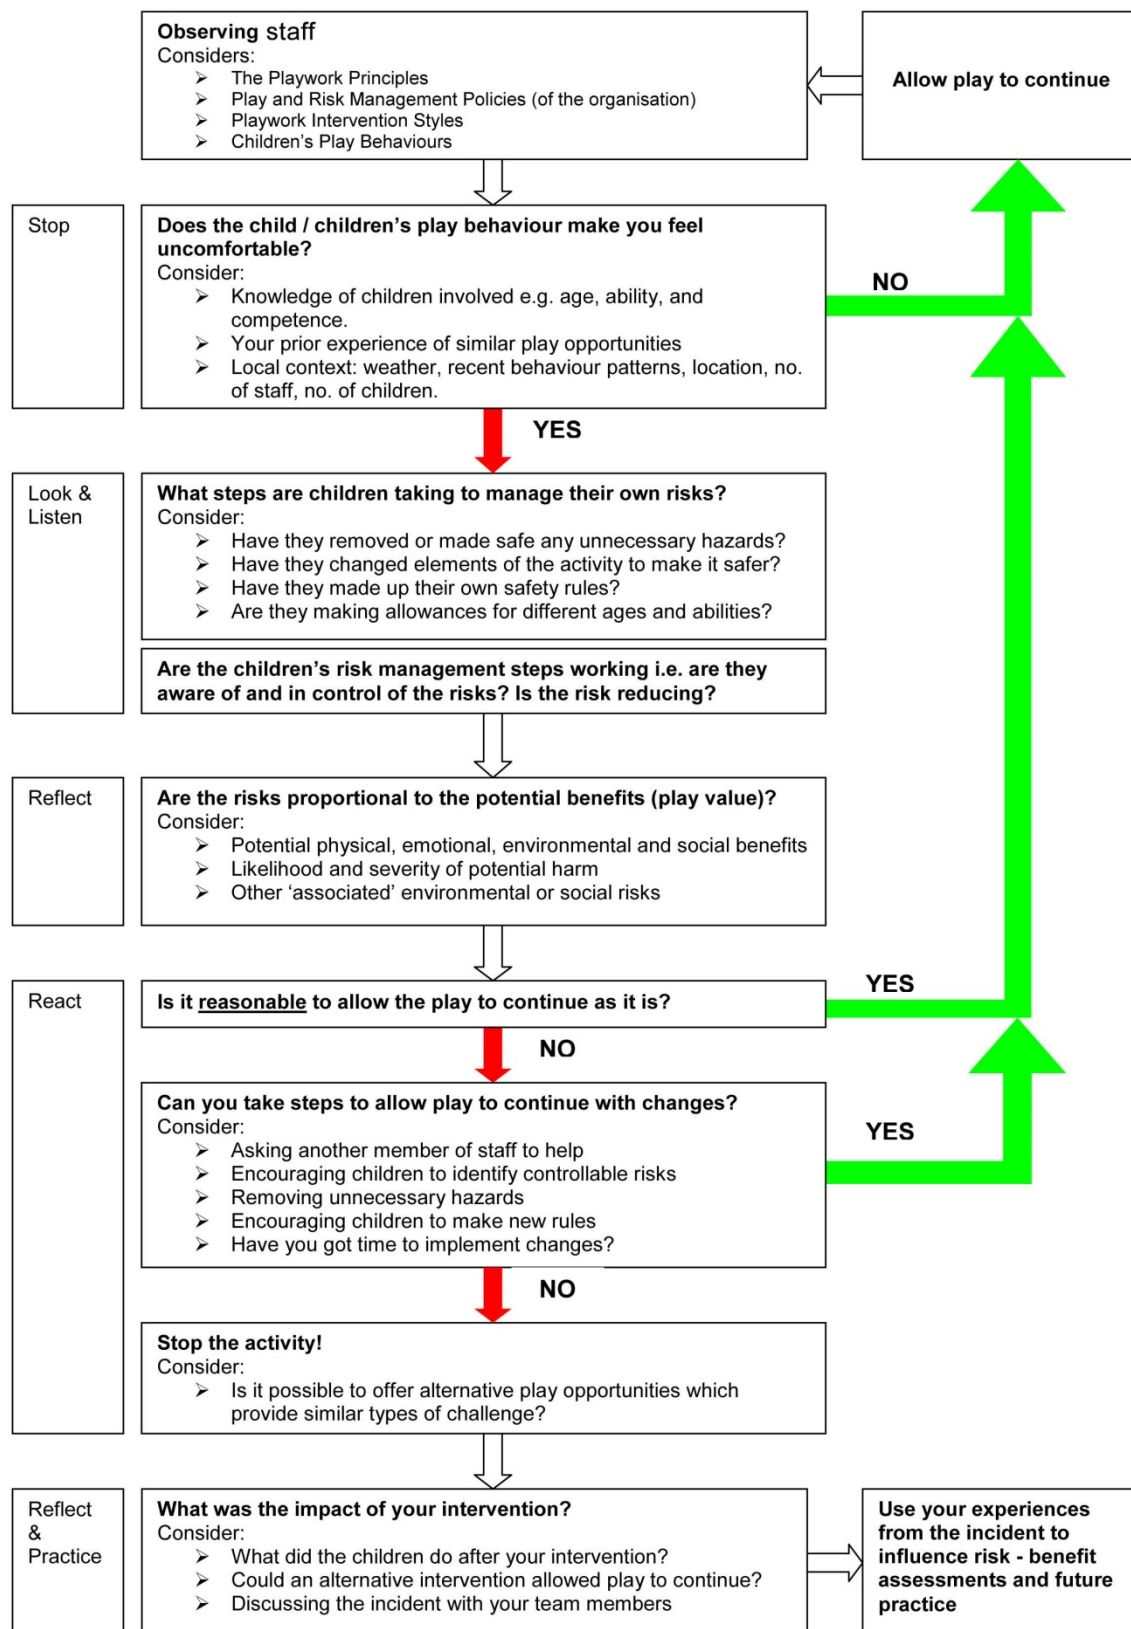 Observing staff
Considers:
➢ The Playwork Principles
➢ Play and Risk Management Policies (of the organisation)
➢ Playwork Intervention Styles
➢ Children’s Play Behaviours
Allow play to continue
Stop
Does the child / children’s play behaviour make you feel
uncomfortable?
Consider:
➢ Knowledge of children involved e.g. age, ability, and
competence.
➢ Your prior experience of similar play opportunities
➢ Local context: weather, recent behaviour patterns, location, no.
of staff, no. of children.
NO
YES
Look &
Listen
What steps are children taking to manage their own risks?
Consider:
➢ Have they removed or made safe any unnecessary hazards?
➢ Have they changed elements of the activity to make it safer?
➢ Have they made up their own safety rules?
➢ Are they making allowances for different ages and abilities?
Are the children’s risk management steps working i.e. are they
aware of and in control of the risks? Is the risk reducing?
Reflect
Are the risks proportional to the potential benefits (play value)?
Consider:
➢ Potential physical, emotional, environmental and social benefits
➢ Likelihood and severity of potential harm
➢ Other ‘associated’ environmental or social risks
React
Is it reasonable to allow the play to continue as it is?
YES
NO
Can you take steps to allow play to continue with changes?
Consider:
➢ Asking another member of staff to help
➢ Encouraging children to identify controllable risks
➢ Removing unnecessary hazards
➢ Encouraging children to make new rules
➢ Have you got time to implement changes?
YES
NO
Stop the activity!
Consider:
➢ Is it possible to offer alternative play opportunities which
provide similar types of challenge?
Reflect
&
Practice
What was the impact of your intervention?
Consider:
➢ What did the children do after your intervention?
➢ Could an alternative intervention allowed play to continue?
➢ Discussing the incident with your team members
Use your experiences
from the incident to
influence risk - benefit
assessments and future
practice